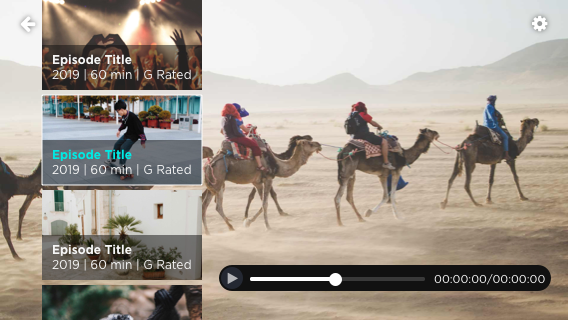 Episode Title
2019 | 60 min | G Rated
Episode Title
2019 | 60 min | G Rated
Episode Title
2019 | 60 min | G Rated
00:00:00/00:00:00